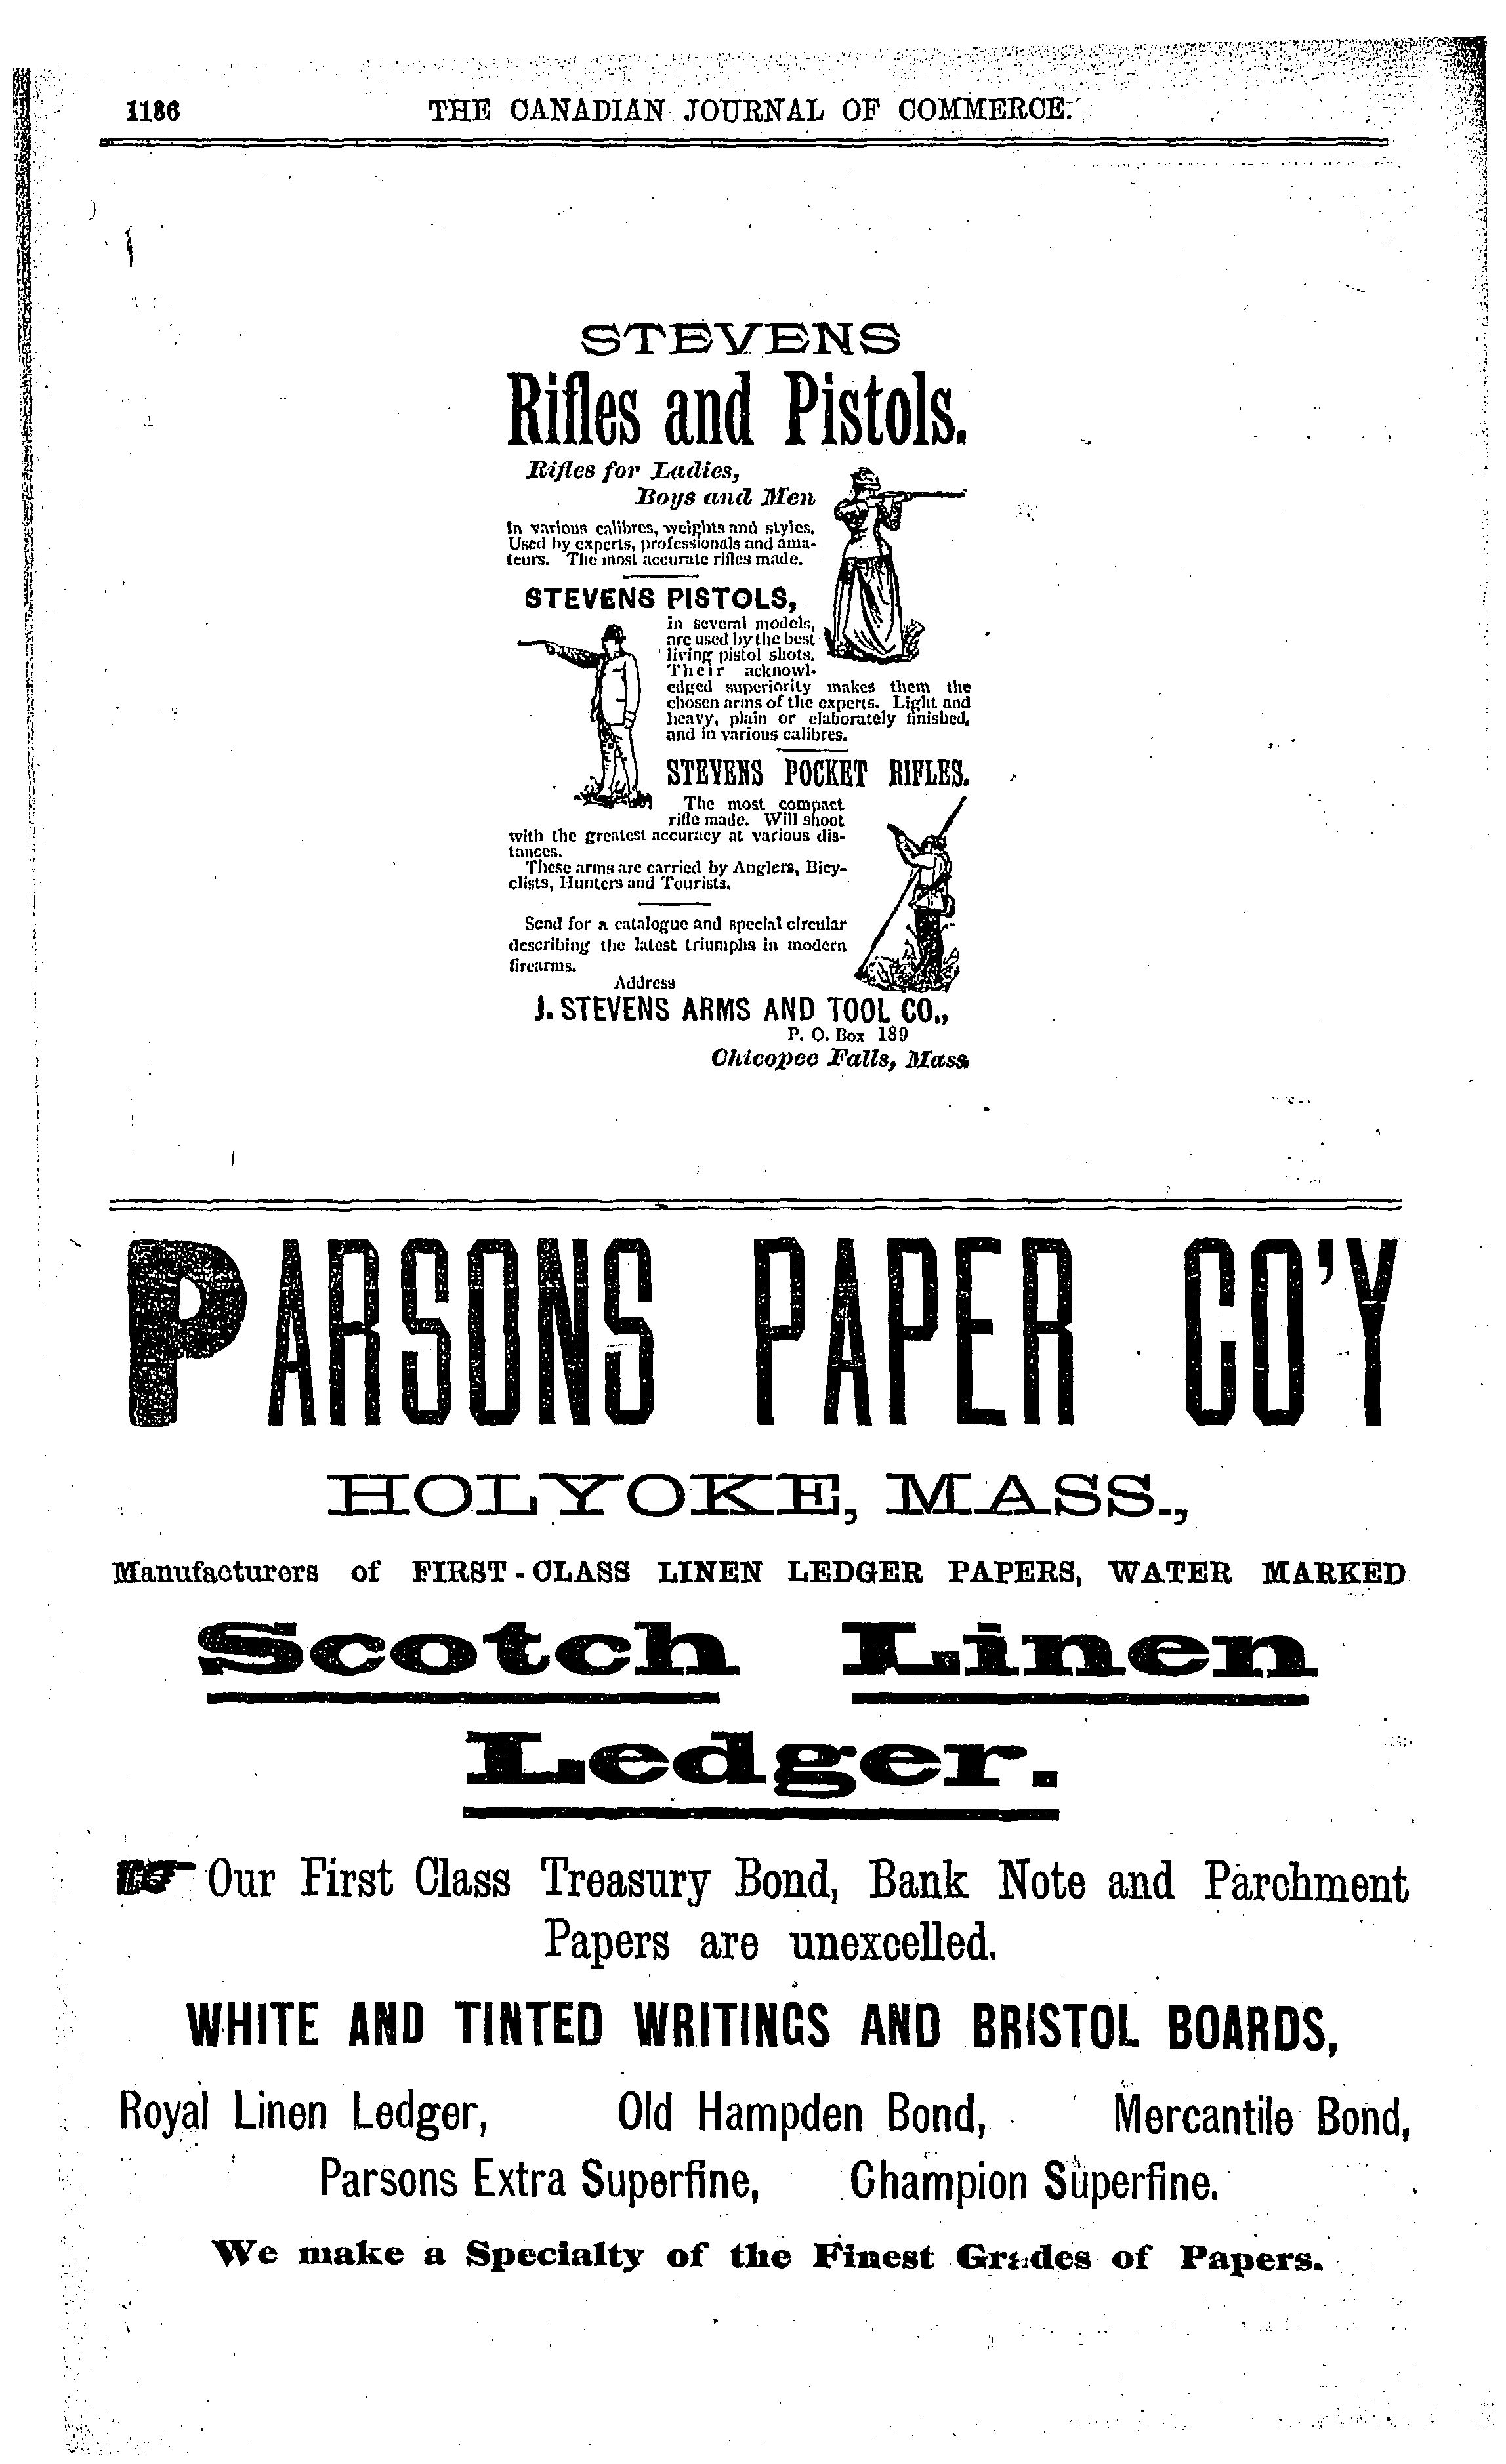 1186
THE CANADIAN JOURNAL OF COMMERCE.
STEVENS
Rifles and Pistols.
Rifles for Ladies,
Boys and Men
In various calibres, weights and styles.
Used by experts, professionals and ama-
teurs. The most accurate rifles made.
STEVENS PISTOLS,
in several models,
are used by the best
living pistol shots.
Their acknowl-
edged superiority makes them the
chosen arms of the experts. Light and
heavy, plain or elaborately finished,
and in various calibres.
STEVENS POCKET RIFLES.
The most compact
rifle made. Will shoot
with the greatest accuracy at various dis-
tances.
These arms are carried by Anglers, Bicy-
clists, Hunters and Tourists.
Send for a catalogue and special circular
describing the latest triumphs in modern
firearms.
Address
J. STEVENS ARMS AND TOOL CO.,
P. O. Box 189
Chicopee Falls, Mass.
PARSONS PAPER CO'Y
HOLYOKE, MASS.,
Manufacturers of FIRST-CLASS LINEN LEDGER PAPERS, WATER MARKED
Scotch Linen
Ledger.
Our First Class Treasury Bond, Bank Note and Parchment
Papers are unexcelled.
WHITE AND TINTED WRITINGS AND BRISTOL BOARDS,
Royal Linen Ledger, Old Hampden Bond, Mercantile Bond,
Parsons Extra Superfine, Champion Superfine.
We make a Specialty of the Finest Grades of Papers.